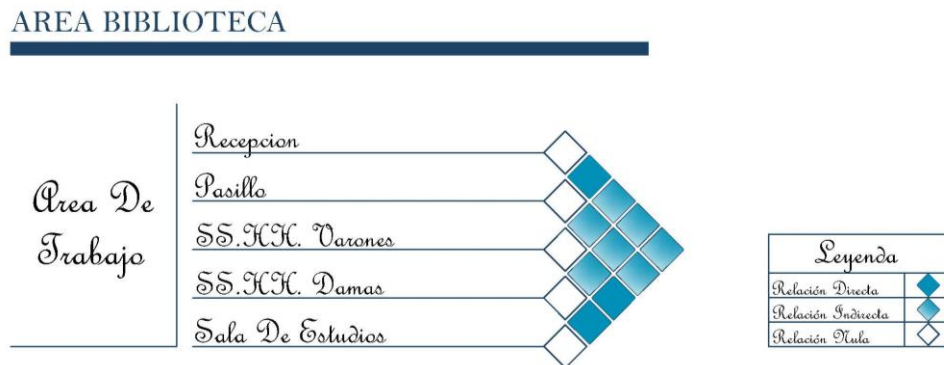 AREA BIBLIOTECA
Area De
Trabajo
Recepcion
Pasillo
SS.HH. Varones
SS.HH. Damas
Sala De Estudios
Leyenda
Relación Directa
Relación Indirecta
Relación Nula